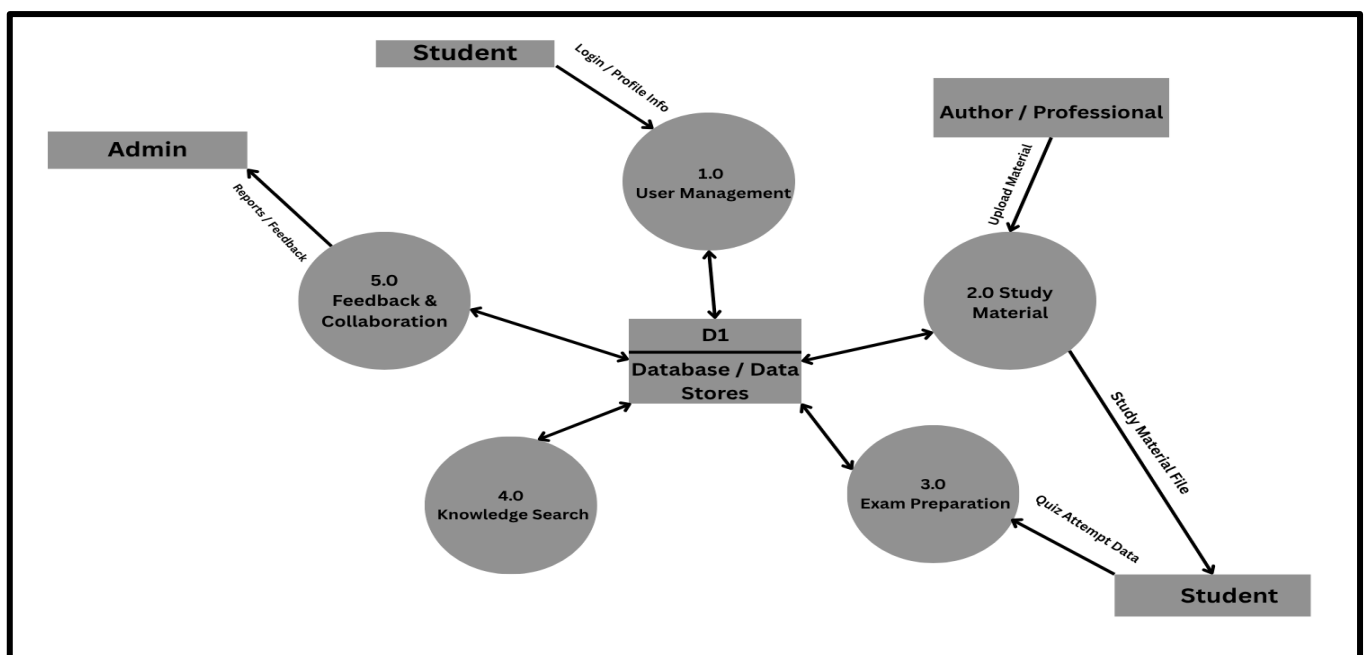 Student
Login / Profile Info
Author / Professional
Admin
Upload Material
1.0
User Management
Reports / Feedback
5.0
Feedback &
Collaboration
2.0 Study
Material
D1
Database / Data
Stores
Study Material File
4.0
Knowledge Search
3.0
Exam Preparation
Quiz Attempt Data
Student